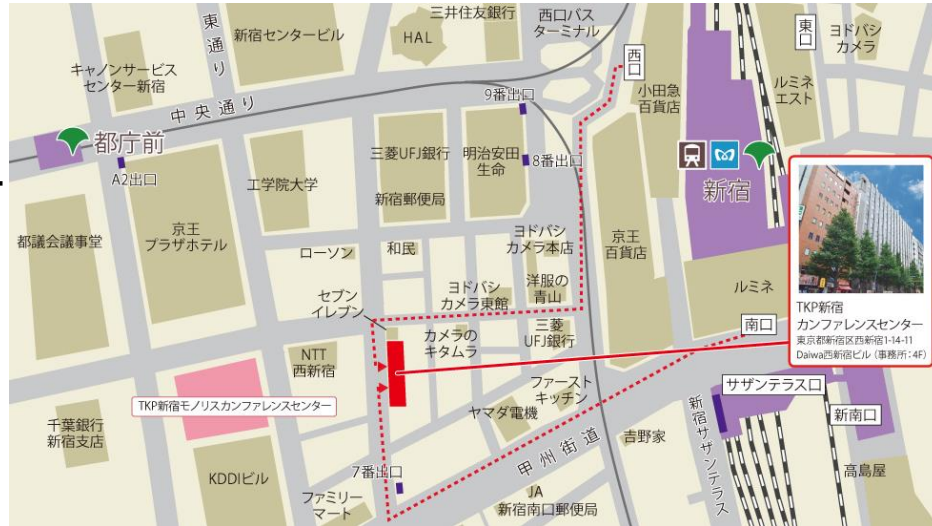 三井住友銀行
西口バス
ターミナル
東通り
新宿センタービル
HAL
西口
東口
ヨドバシ
カメラ
キャノンサービス
センター新宿
小田急
百貨店
ルミネ
エスト
中央通り
9番出口
都庁前
A2出口
三菱UFJ銀行
明治安田
生命
8番出口
新宿
工学院大学
新宿郵便局
都議会議事堂
京王
プラザホテル
ヨドバシ
カメラ本店
京王
百貨店
ローソン
和民
セブン
イレブン
ヨドバシ
カメラ東館
洋服の
青山
ルミネ
TKP新宿
カンファレンスセンター
東京都新宿区西新宿1-14-11
Daiwa西新宿ビル（事務所：4F）
南口
カメラの
キタムラ
三菱
UFJ銀行
NTT
西新宿
サザンテラス口
ファースト
キッチン
TKP新宿モノリスカンファレンスセンター
ヤマダ電機
新南口
千葉銀行
新宿支店
甲州街道
吉野家
新宿サザンテラス
7番出口
KDDIビル
高島屋
ファミリー
マート
JA
新宿南口郵便局